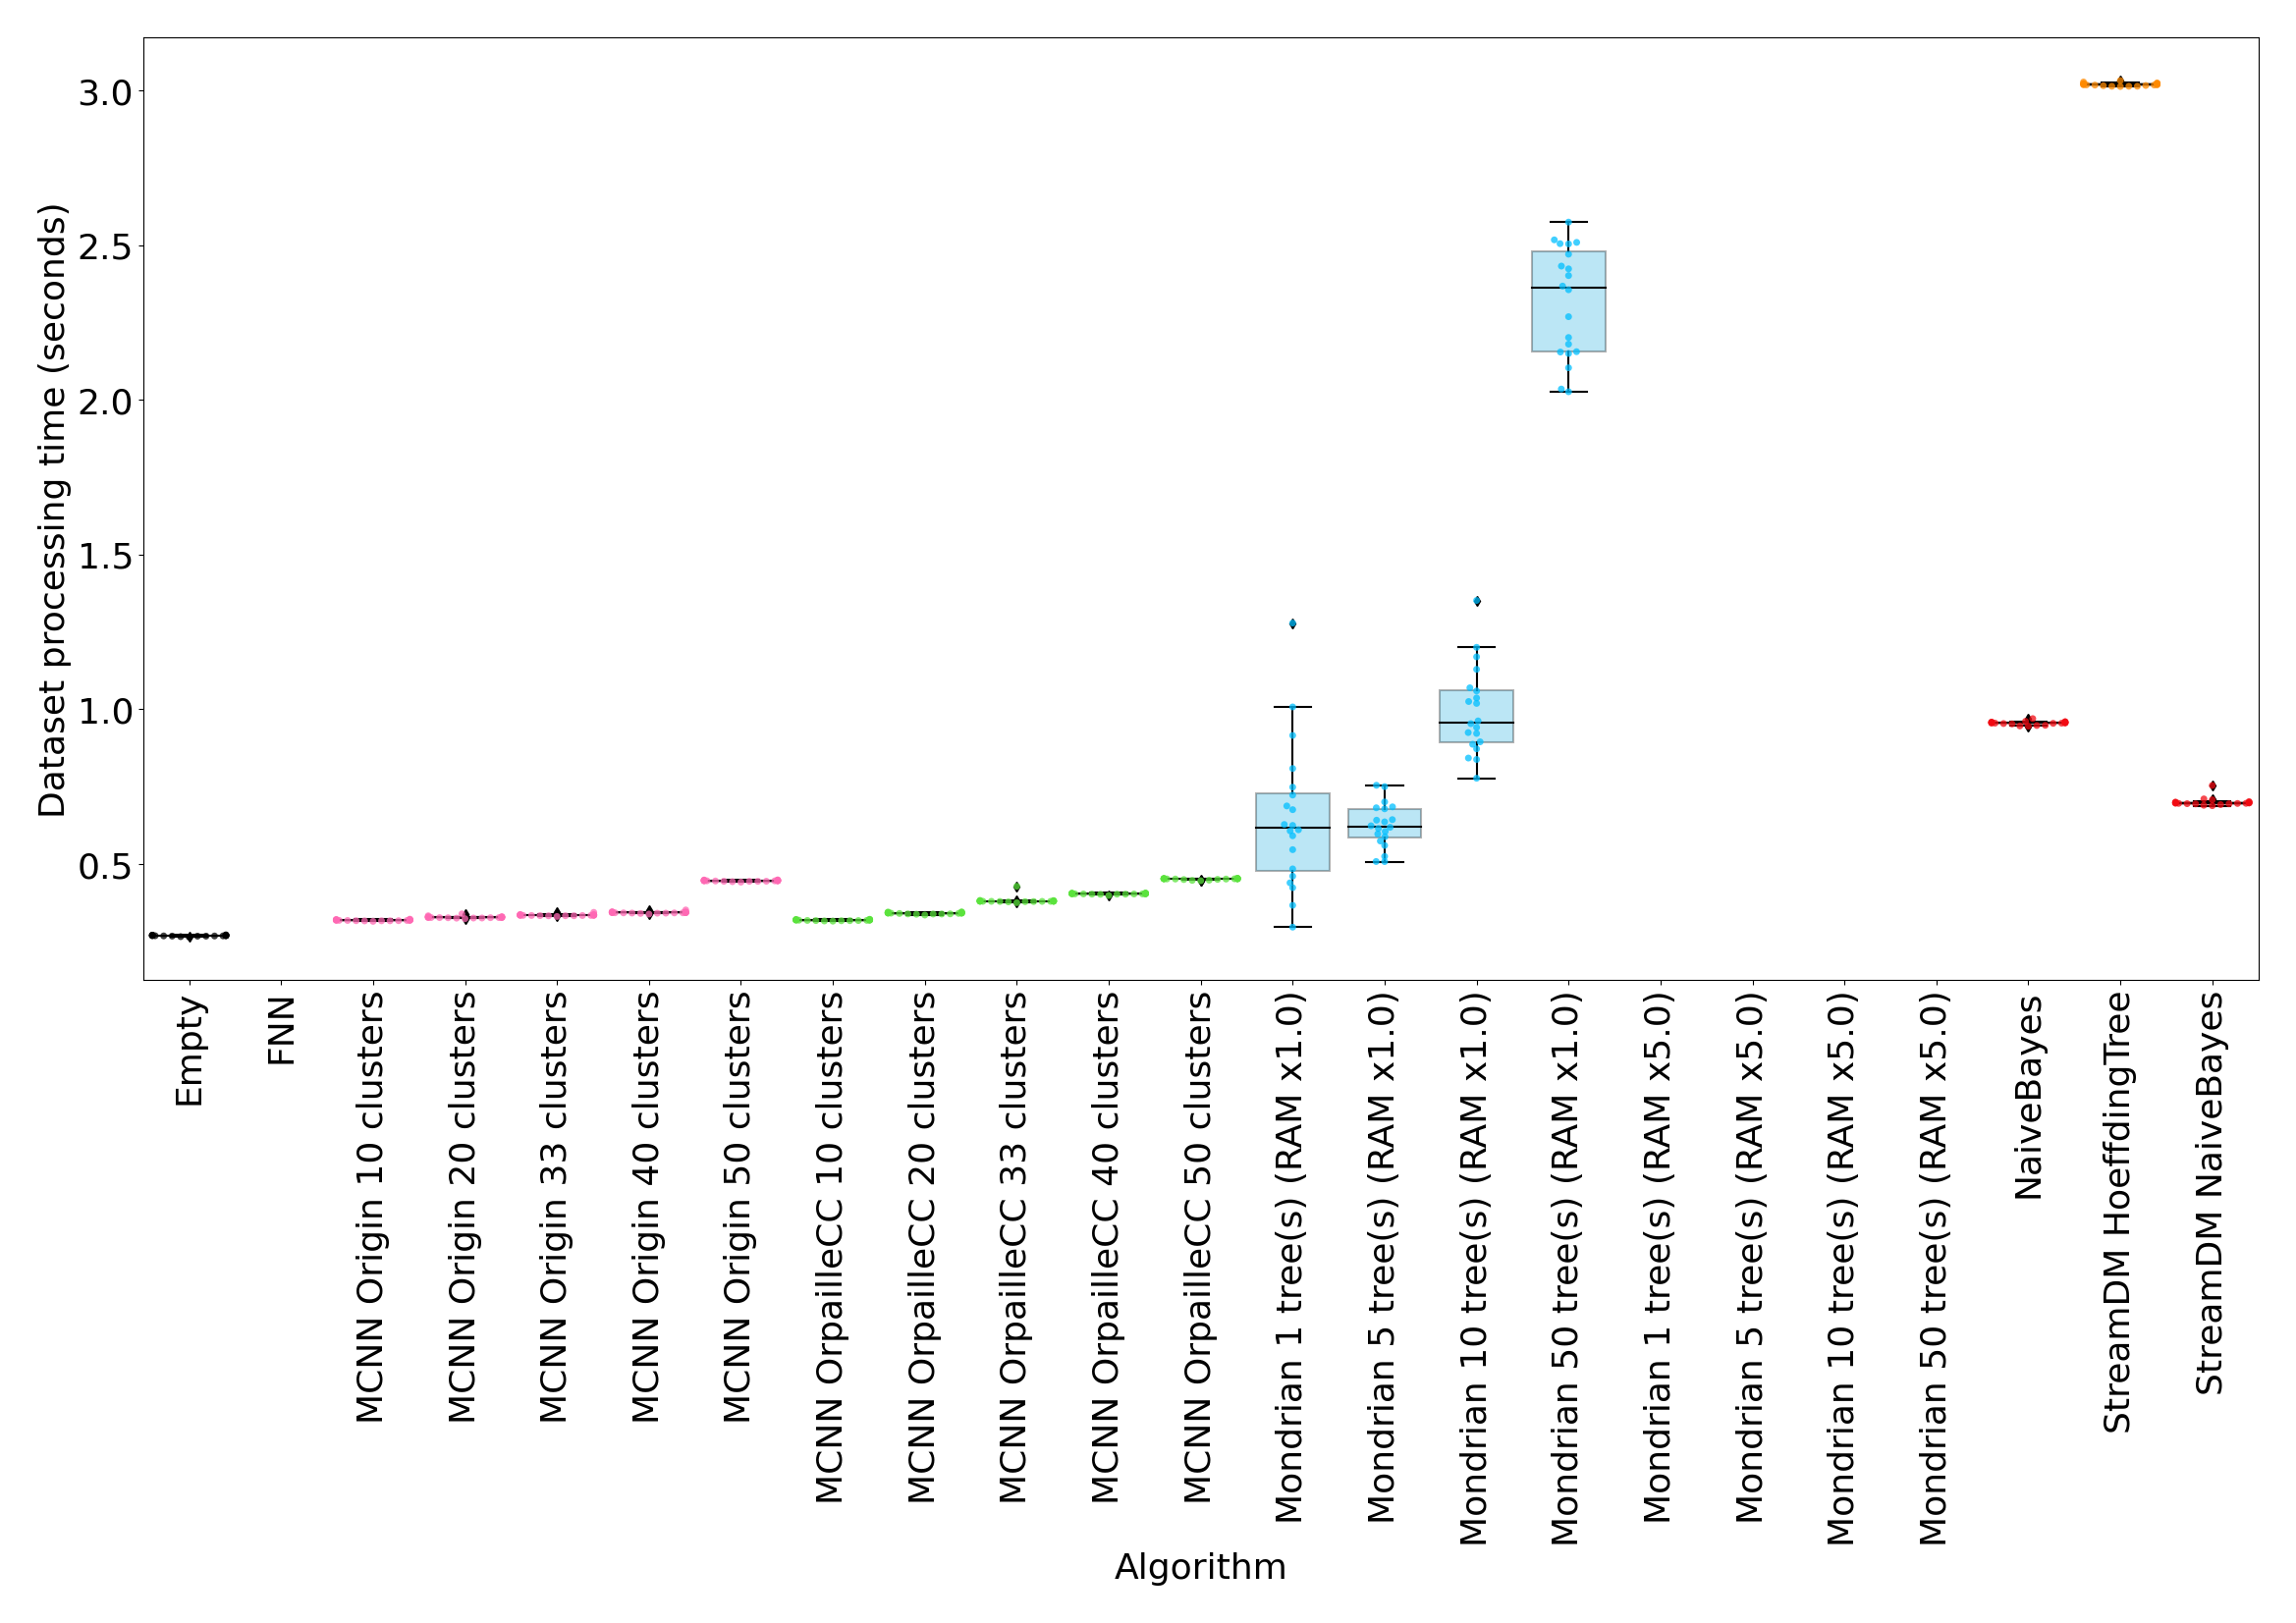 Dataset processing time (seconds)
3.0
2.5
2.0
1.5
1.0
0.5
Empty
FNN
MCNN Origin 10 clusters
MCNN Origin 20 clusters
MCNN Origin 33 clusters
MCNN Origin 40 clusters
MCNN Origin 50 clusters
MCNN OrpailleCC 10 clusters
MCNN OrpailleCC 20 clusters
MCNN OrpailleCC 33 clusters
MCNN OrpailleCC 40 clusters
MCNN OrpailleCC 50 clusters
Mondrian 1 tree(s) (RAM x1.0)
Mondrian 5 tree(s) (RAM x1.0)
Mondrian 10 tree(s) (RAM x1.0)
Mondrian 50 tree(s) (RAM x1.0)
Mondrian 1 tree(s) (RAM x5.0)
Mondrian 5 tree(s) (RAM x5.0)
Mondrian 10 tree(s) (RAM x5.0)
Mondrian 50 tree(s) (RAM x5.0)
NaiveBayes
StreamDM HoeffdingTree
StreamDM NaiveBayes
Algorithm